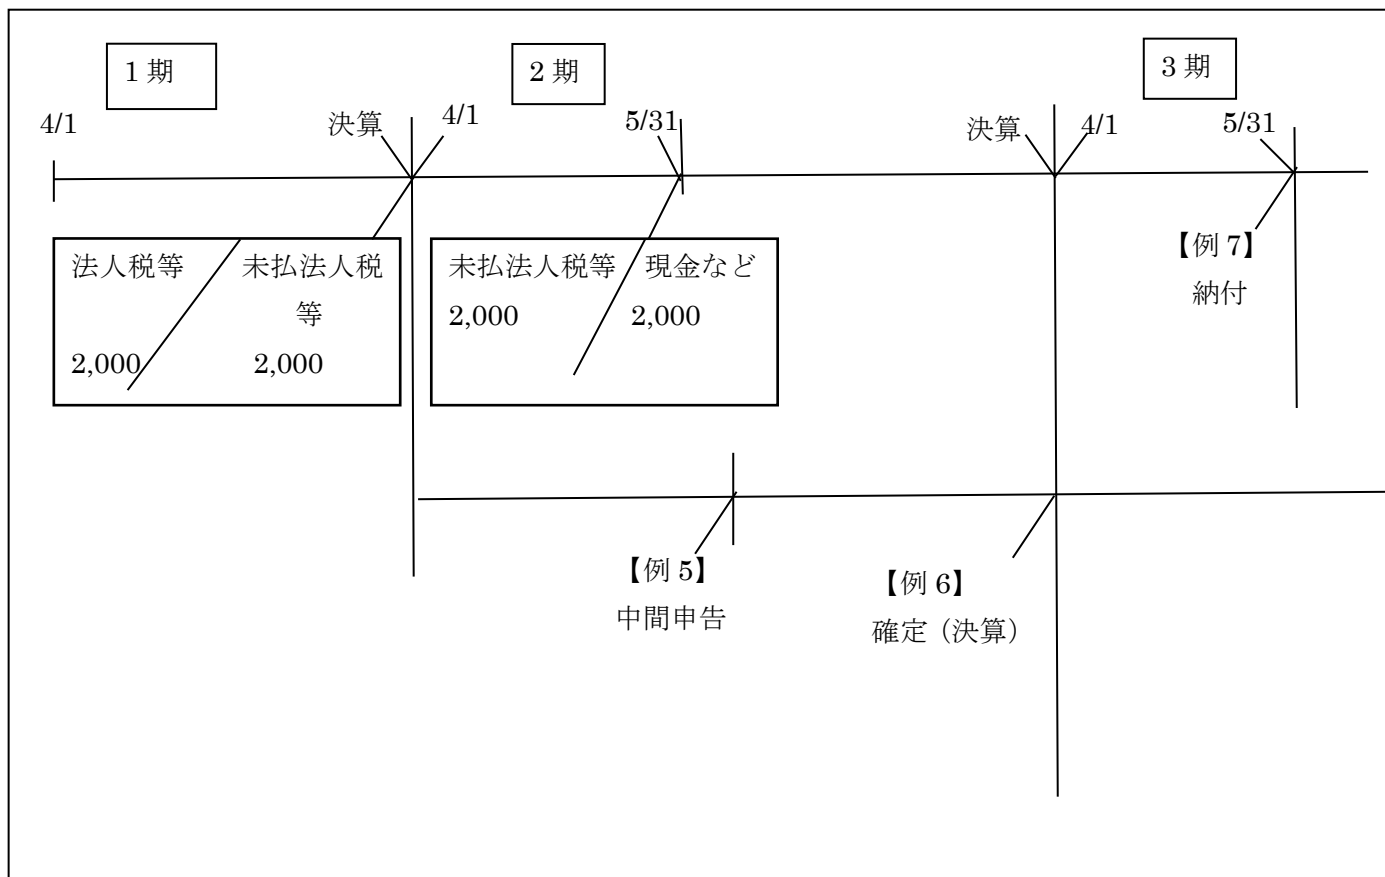 1 期
2 期
3 期
4/1
決算
4/1
5/31
決算
4/1
5/31
法人税等
未払法人税
等
2,000
2,000
未払法人税等
現金など
2,000
2,000
【例 7】
納付
【例 5】
中間申告
【例 6】
確定（決算）